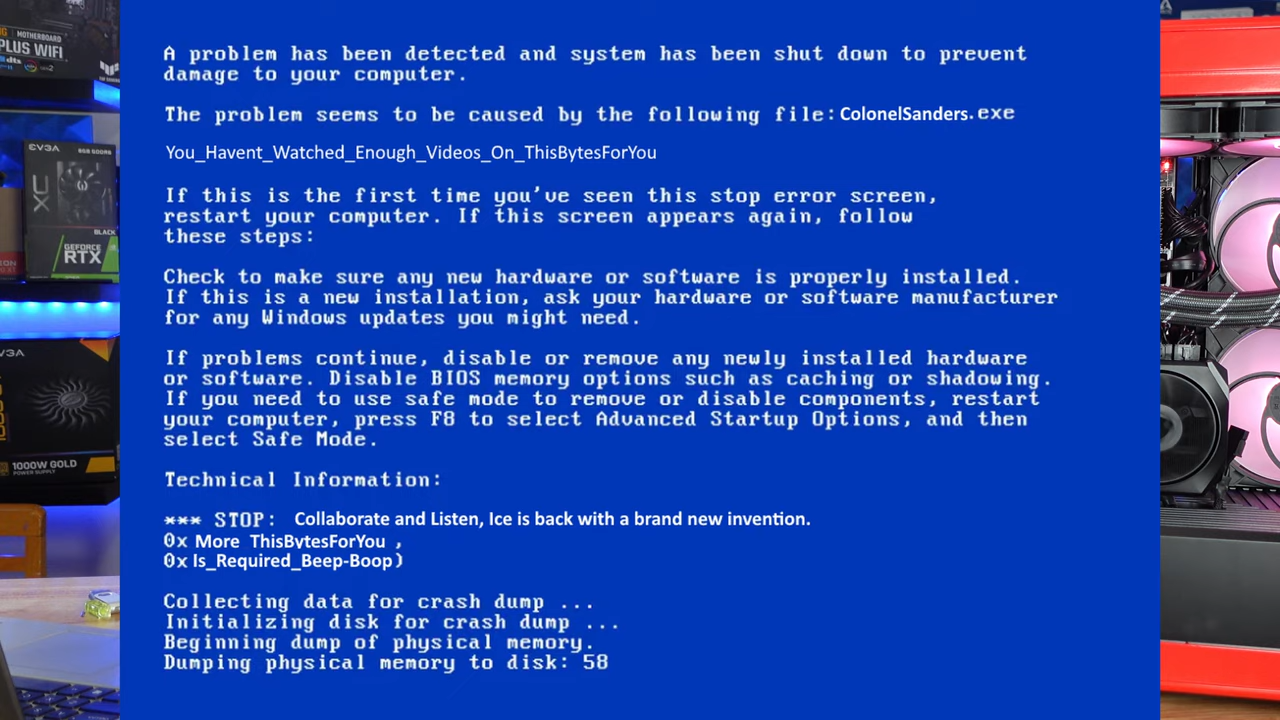 MOTHERBOARD
PLUS WIFI
dts
EVGA
8GB GDDR6
XC
BLACK
GEFORCE
RTX
1000W GOLD
POWER SUPPLY
A problem has been detected and system has been shut down to prevent
damage to your computer.
The problem seems to be caused by the following file: ColonelSanders.exe
You_Havent_Watched_Enough_Videos_On_ThisBytesForYou
If this is the first time you've seen this stop error screen,
restart your computer. If this screen appears again, follow
these steps:
Check to make sure any new hardware or software is properly installed.
If this is a new installation, ask your hardware or software manufacturer
for any Windows updates you might need.
If problems continue, disable or remove any newly installed hardware
or software. Disable BIOS memory options such as caching or shadowing.
If you need to use safe mode to remove or disable components, restart
your computer, press F8 to select Advanced Startup Options, and then
select Safe Mode.
Technical Information:
*** STOP: Collaborate and Listen, Ice is back with a brand new invention.
0x More ThisBytesForYou ,
0x Is_Required_Beep-Boop)
Collecting data for crash dump ...
Initializing disk for crash dump ...
Beginning dump of physical memory.
Dumping physical memory to disk: 58